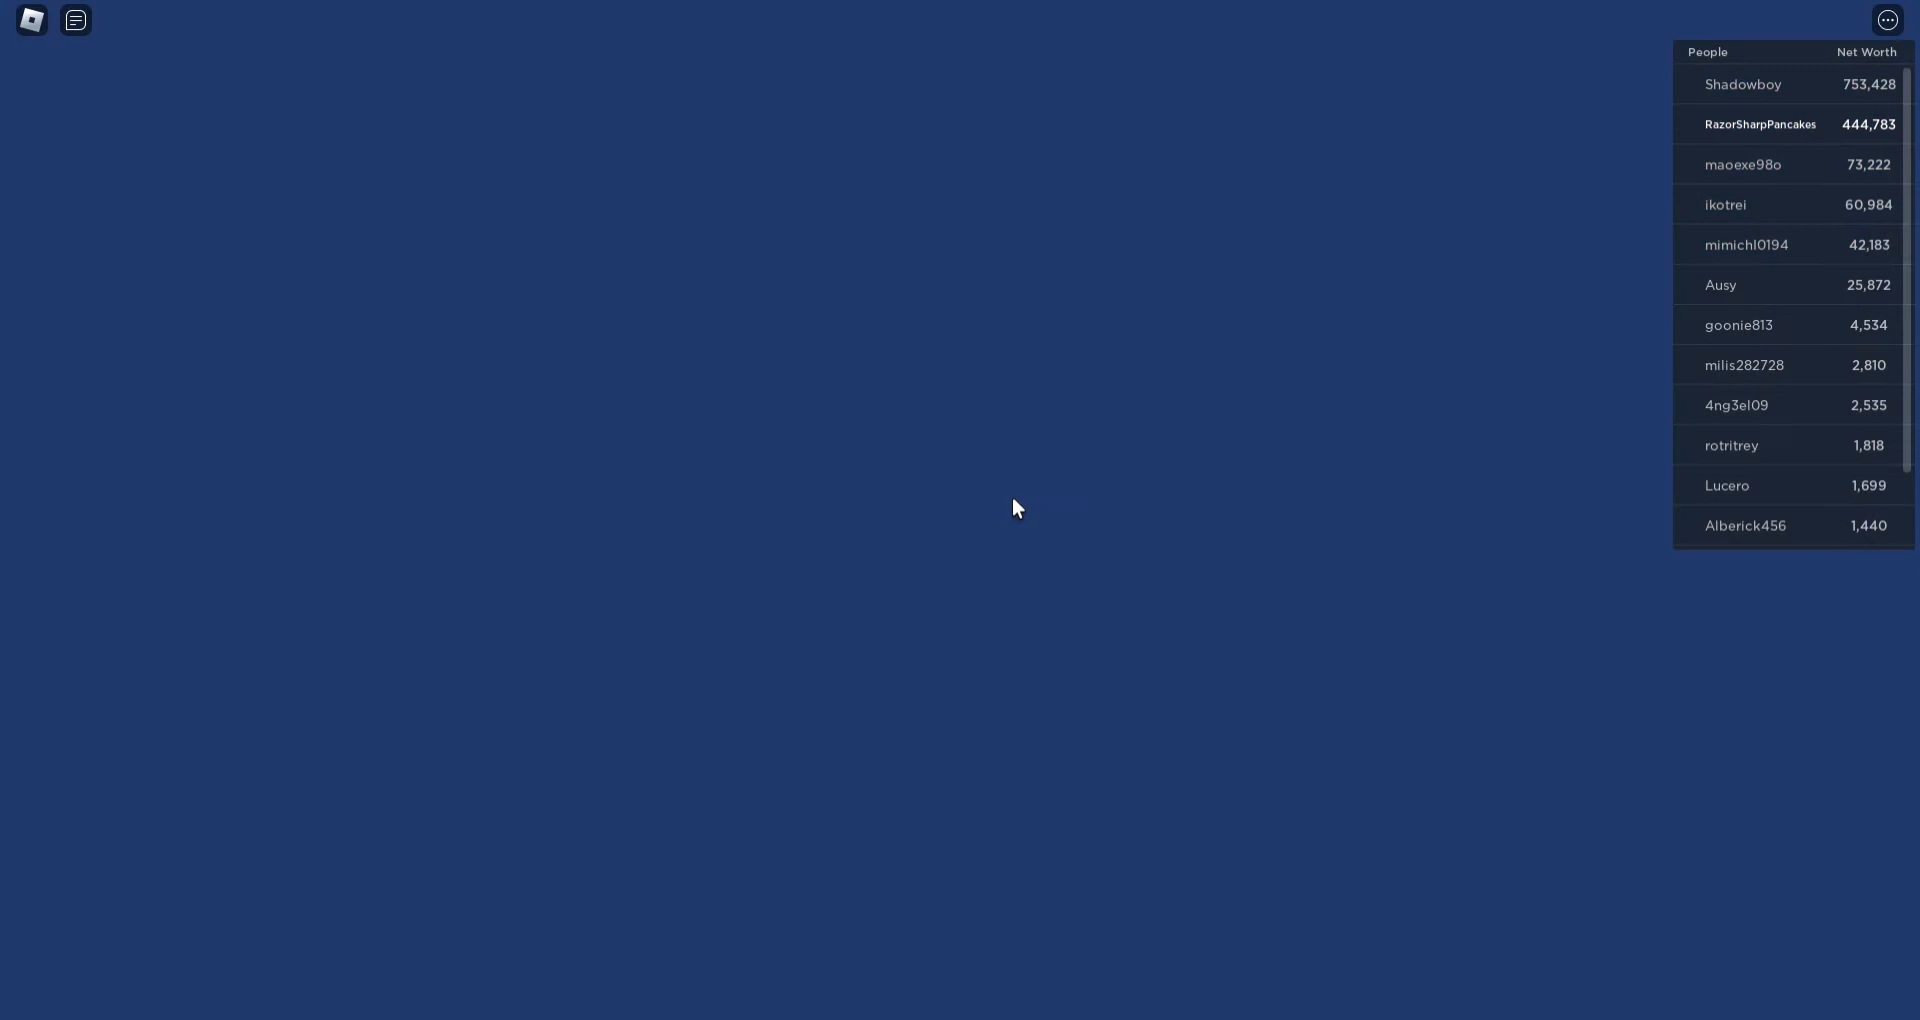 People Net Worth
Shadowboy 753,428
RazorSharpPancakes 444,783
maoexe98o 73,222
ikotrei 60,984
mimichl0194 42,183
Ausy 25,872
goonie813 4,534
milis282728 2,810
4ng3el09 2,535
rotritrey 1,818
Lucero 1,699
Alberick456 1,440